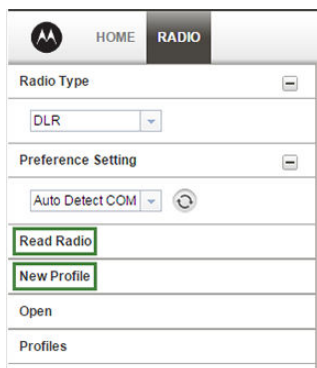 HOME RADIO
Radio Type
DLR
Preference Setting
Auto Detect COM
Read Radio
New Profile
Open
Profiles